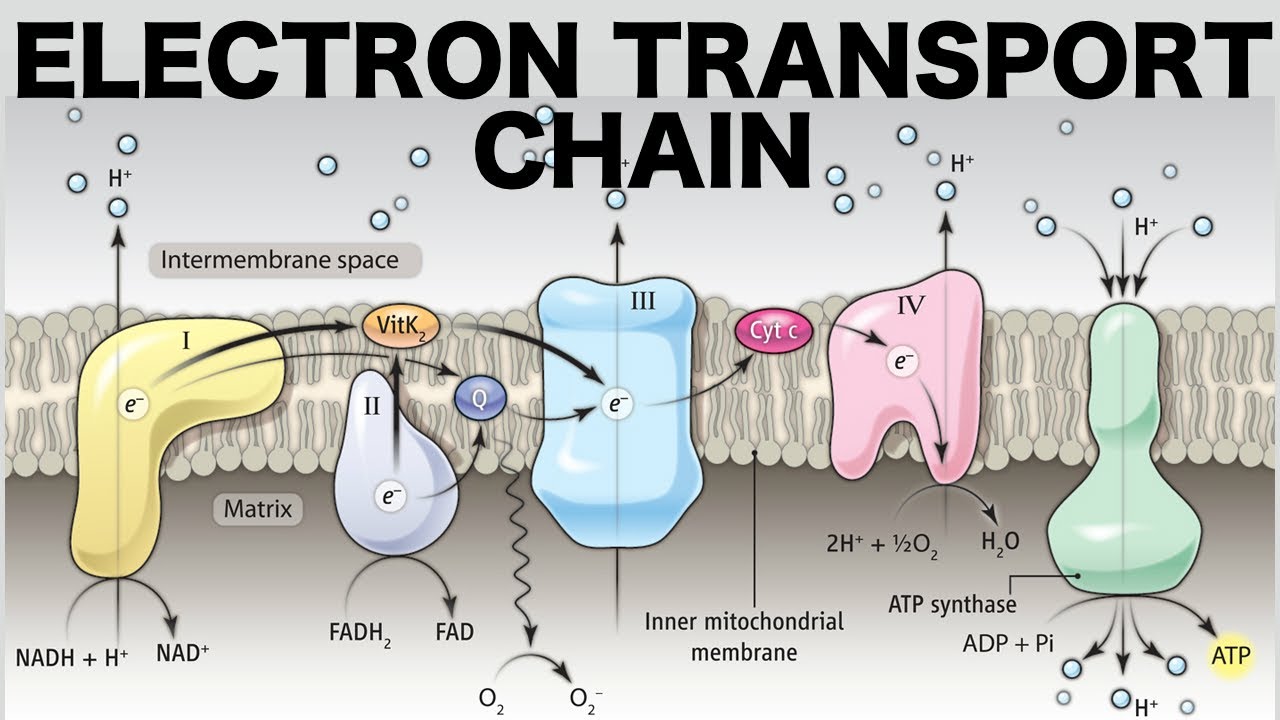 ELECTRON TRANSPORT
CHAIN
H⁺
⁺
H⁺
H⁺
Intermembrane space
I
VitK₂
III
Cyt c
IV
e⁻
II
Q
e⁻
e⁻
e⁻
Matrix
2H⁺ + ½O₂
H₂O
NADH + H⁺
NAD⁺
FADH₂
FAD
Inner mitochondrial
membrane
ATP synthase
ADP + Pi
ATP
O₂
O₂⁻
H⁺